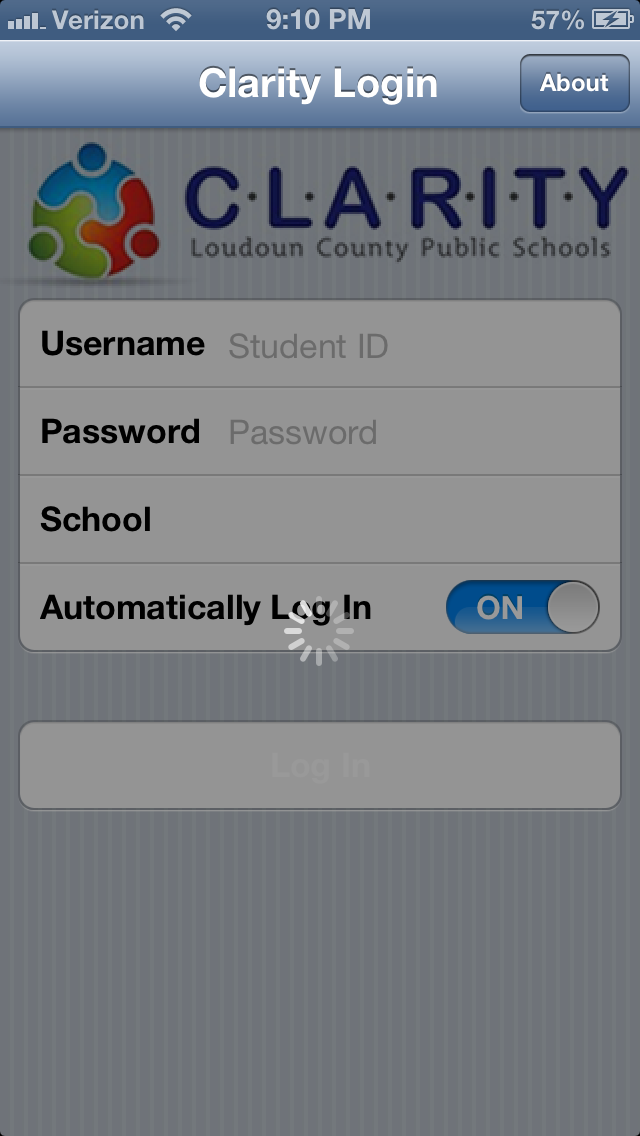 Verizon 9:10 PM 57%
Clarity Login About
C·L·A·R·I·T·Y
Loudoun County Public Schools
Username Student ID
Password Password
School
Automatically Log In ON
Log In